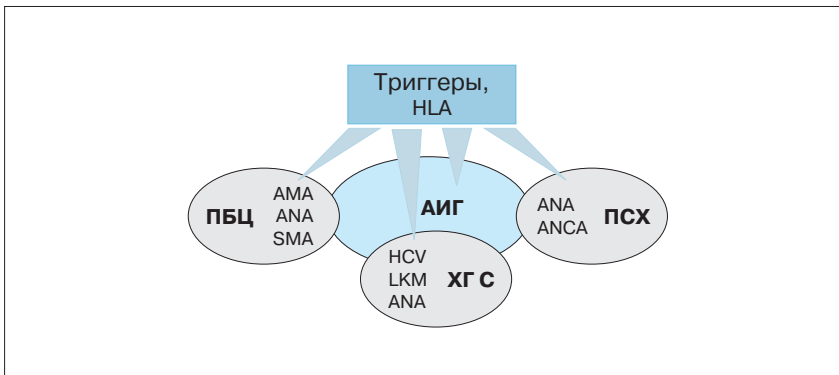 Триггеры,
HLA
ПБЦ
AMA
ANA
SMA
АИГ
ANA
ANCA
ПСХ
HCV
LKM
ANA
ХГ С